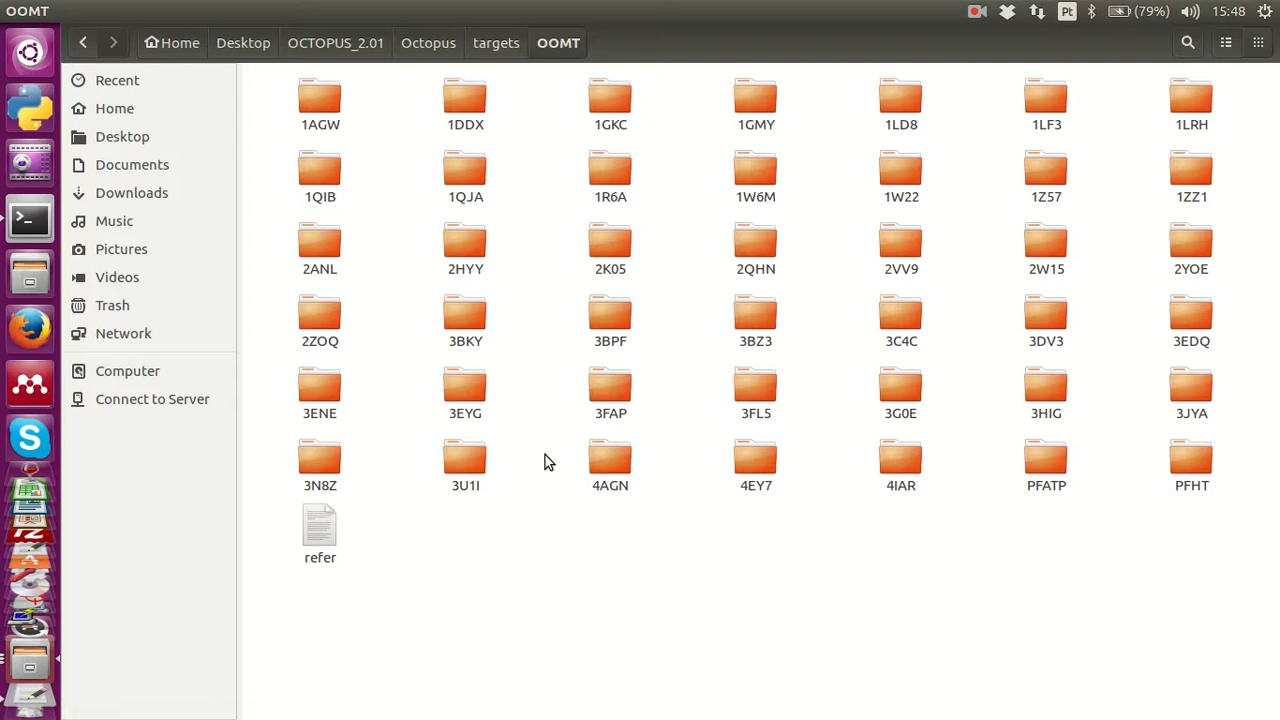 OOMT
Pt
(79%)
15:48
Home
Desktop
OCTOPUS_2.01
Octopus
targets
OOMT
Recent
Home
Desktop
Documents
Downloads
Music
Pictures
Videos
Trash
Network
Computer
Connect to Server
1AGW 1DDX 1GKC 1GMY 1LD8 1LF3 1LRH
1QIB 1QJA 1R6A 1W6M 1W22 1Z57 1ZZ1
2ANL 2HYY 2K05 2QHN 2VV9 2W15 2YOE
2ZOQ 3BKY 3BPF 3BZ3 3C4C 3DV3 3EDQ
3ENE 3EYG 3FAP 3FL5 3G0E 3HIG 3JYA
3N8Z 3U1I 4AGN 4EY7 4IAR PFATP PFHT
refer